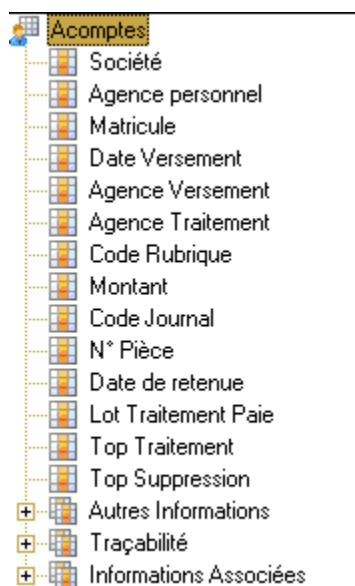 Acomptes
Société
Agence personnel
Matricule
Date Versement
Agence Versement
Agence Traitement
Code Rubrique
Montant
Code Journal
N° Pièce
Date de retenue
Lot Traitement Paie
Top Traitement
Top Suppression
Autres Informations
Traçabilité
Informations Associées